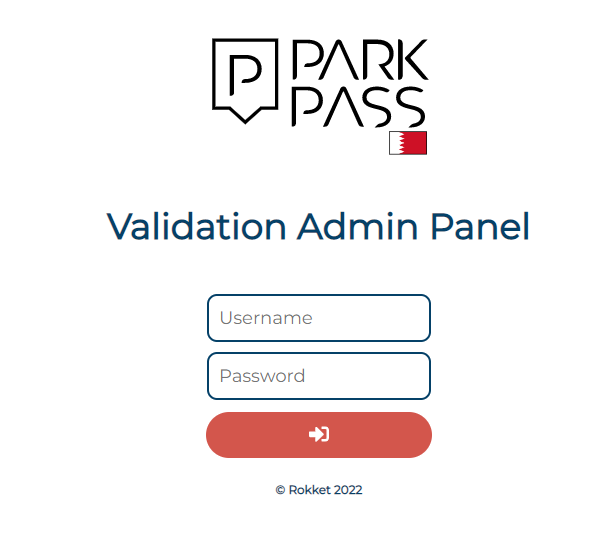 P PARK
PASS
Validation Admin Panel
Username
Password
© Rokket 2022